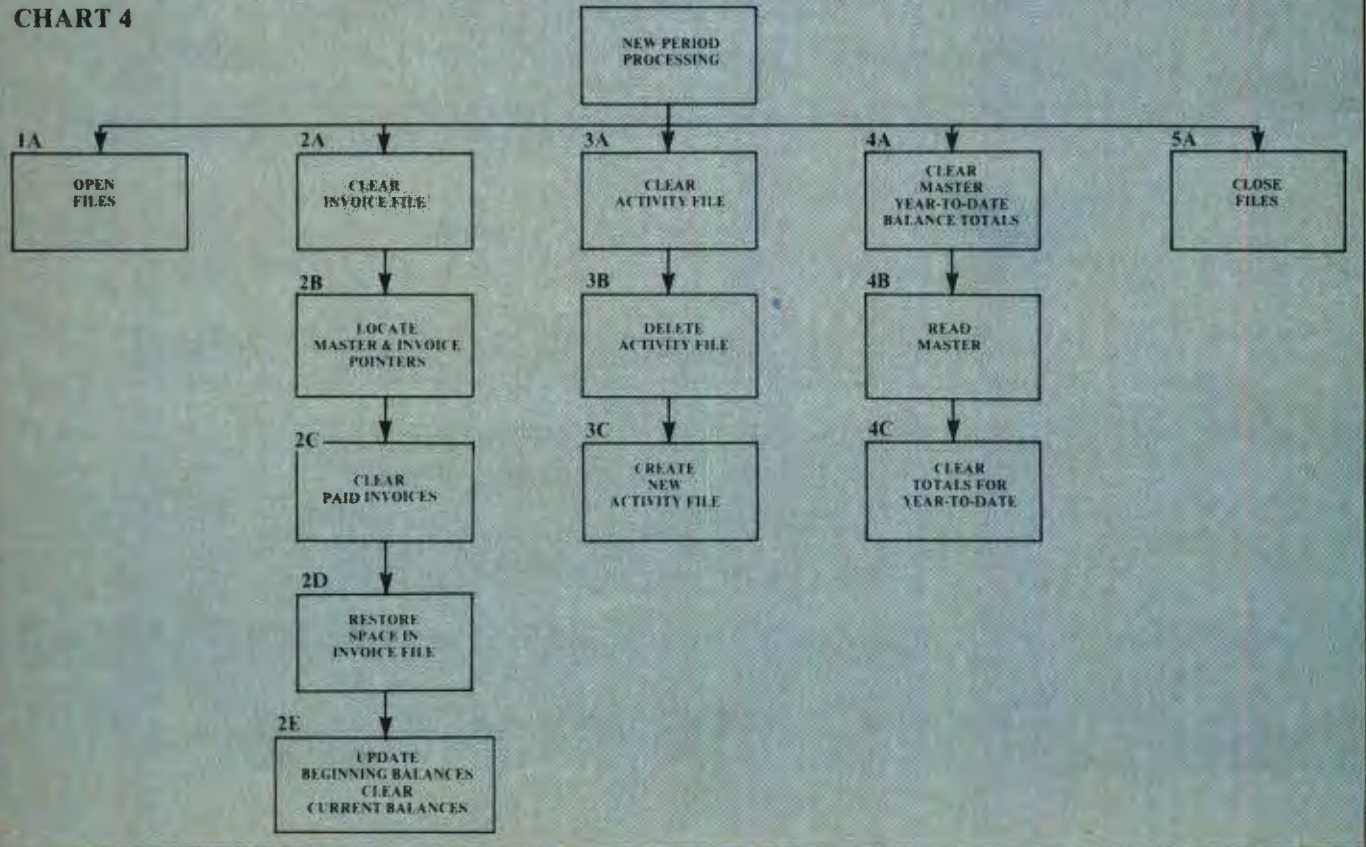 CHART 4
NEW PERIOD
PROCESSING
1A
OPEN
FILES
2A
CLEAR
INVOICE FILE
3A
CLEAR
ACTIVITY FILE
4A
CLEAR
MASTER
YEAR-TO-DATE
BALANCE TOTALS
5A
CLOSE
FILES
2B
LOCATE
MASTER & INVOICE
POINTERS
3B
DELETE
ACTIVITY FILE
4B
READ
MASTER
2C
CLEAR
PAID INVOICES
3C
CREATE
NEW
ACTIVITY FILE
4C
CLEAR
TOTALS FOR
YEAR-TO-DATE
2D
RESTORE
SPACE IN
INVOICE FILE
2E
UPDATE
BEGINNING BALANCES
CLEAR
CURRENT BALANCES